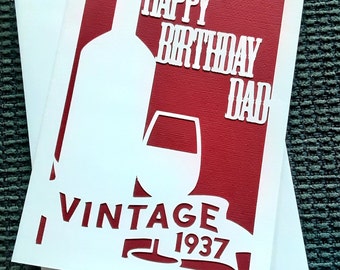 HAPPY
BIRTHDAY
DAD
VINTAGE
1937